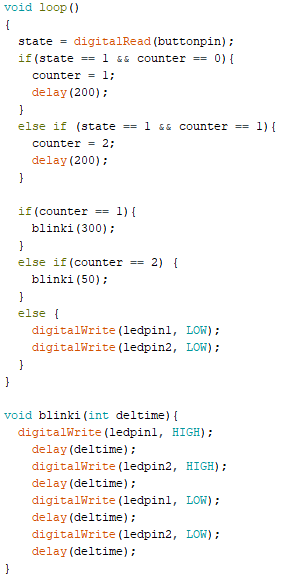 void loop()
{
  state = digitalRead(buttonpin);
  if(state == 1 && counter == 0){
    counter = 1;
    delay(200);
  }
  else if (state == 1 && counter == 1){
    counter = 2;
    delay(200);
  }

  if(counter == 1){
    blinki(300);
  }
  else if(counter == 2) {
    blinki(50);
  }
  else {
    digitalWrite(ledpin1, LOW);
    digitalWrite(ledpin2, LOW);
  }
}

void blinki(int deltime){
  digitalWrite(ledpin1, HIGH);
    delay(deltime);
    digitalWrite(ledpin2, HIGH);
    delay(deltime);
    digitalWrite(ledpin1, LOW);
    delay(deltime);
    digitalWrite(ledpin2, LOW);
    delay(deltime);
}